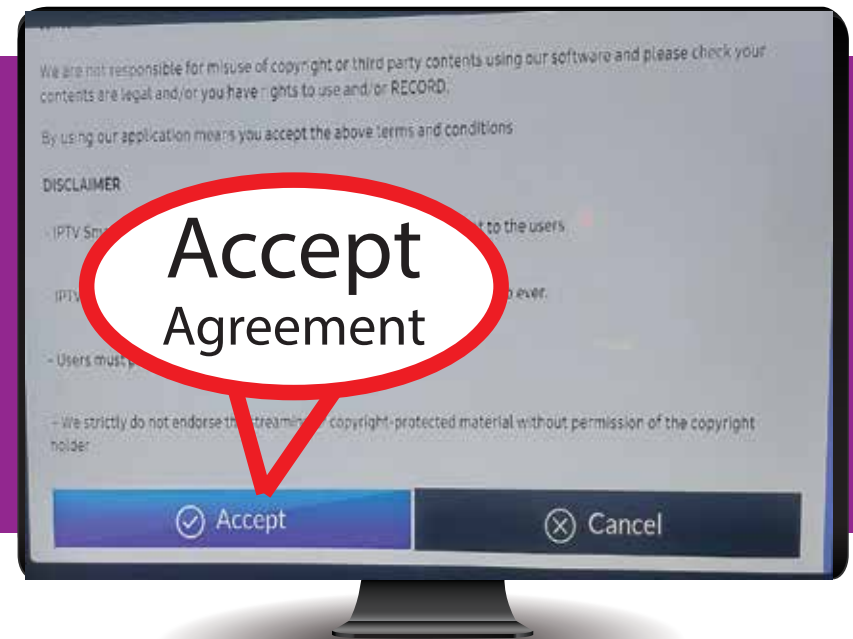 We are not responsible for misuse of copyright or third party contents using our software and please check your
contents are legal and/or you have rights to use and/or RECORD.
By using our application means you accept the above terms and conditions
DISCLAIMER
- IPTV t to the users
Accept
Agreement
- IPTV ever.
- Users must
- We strictly do not endorse the streaming copyright-protected material without permission of the copyright
holder
Accept
Cancel